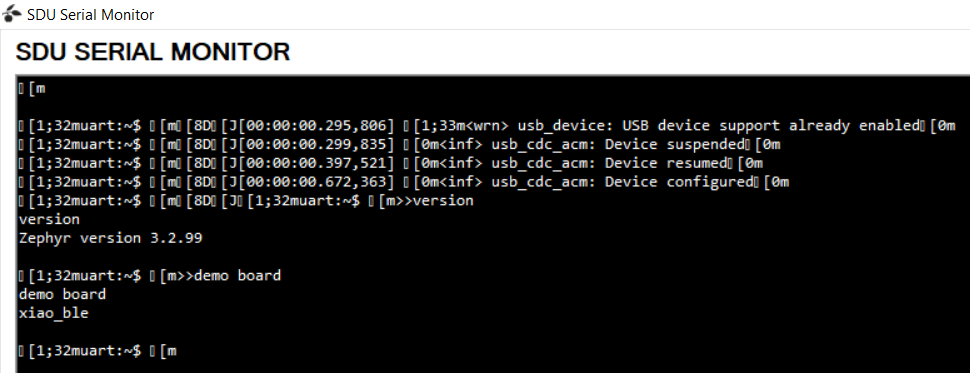 SDU Serial Monitor
SDU SERIAL MONITOR
▯[m
▯[1;32muart:~$ ▯[m▯[8D▯[J[00:00:00.295,806] ▯[1;33m<wrn> usb_device: USB device support already enabled▯[0m
▯[1;32muart:~$ ▯[m▯[8D▯[J[00:00:00.299,835] ▯[0m<inf> usb_cdc_acm: Device suspended▯[0m
▯[1;32muart:~$ ▯[m▯[8D▯[J[00:00:00.397,521] ▯[0m<inf> usb_cdc_acm: Device resumed▯[0m
▯[1;32muart:~$ ▯[m▯[8D▯[J[00:00:00.672,363] ▯[0m<inf> usb_cdc_acm: Device configured▯[0m
▯[1;32muart:~$ ▯[m▯[8D▯[J▯[1;32muart:~$ ▯[m>>version
version
Zephyr version 3.2.99
▯[1;32muart:~$ ▯[m>>demo board
demo board
xiao_ble
▯[1;32muart:~$ ▯[m